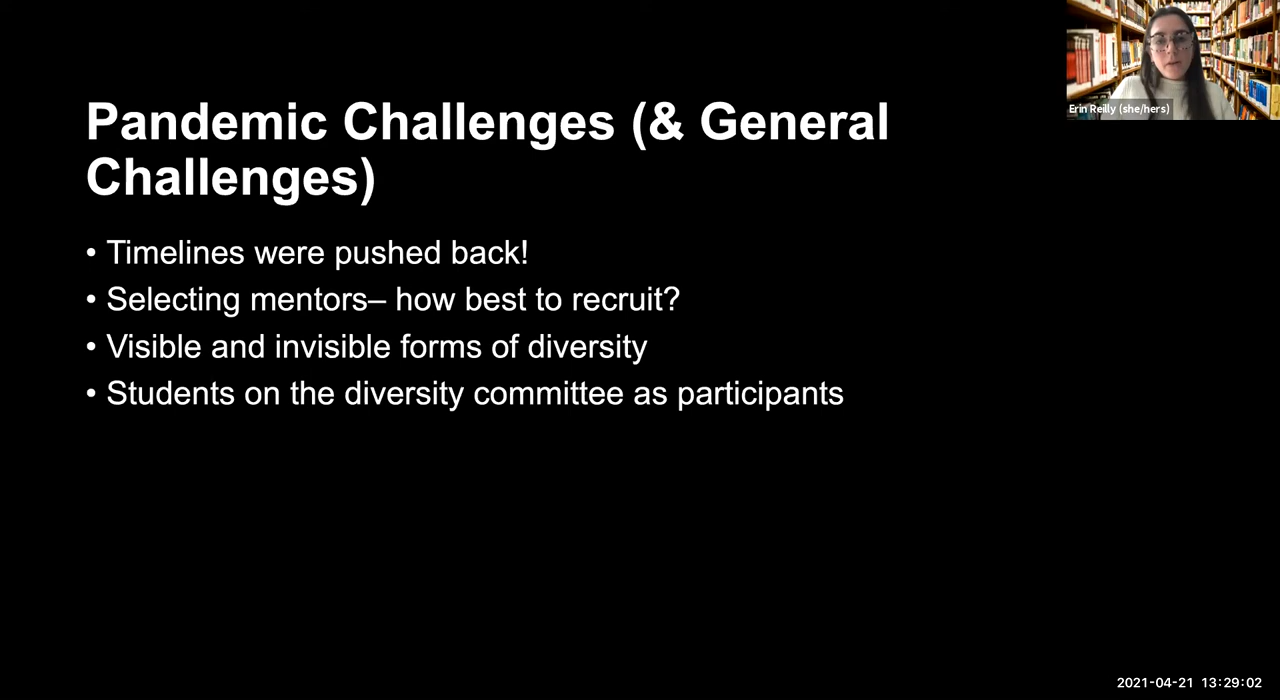 Erin Reilly (she/hers)
Pandemic Challenges (& General
Challenges)
• Timelines were pushed back!
• Selecting mentors– how best to recruit?
• Visible and invisible forms of diversity
• Students on the diversity committee as participants
2021-04-21 13:29:02